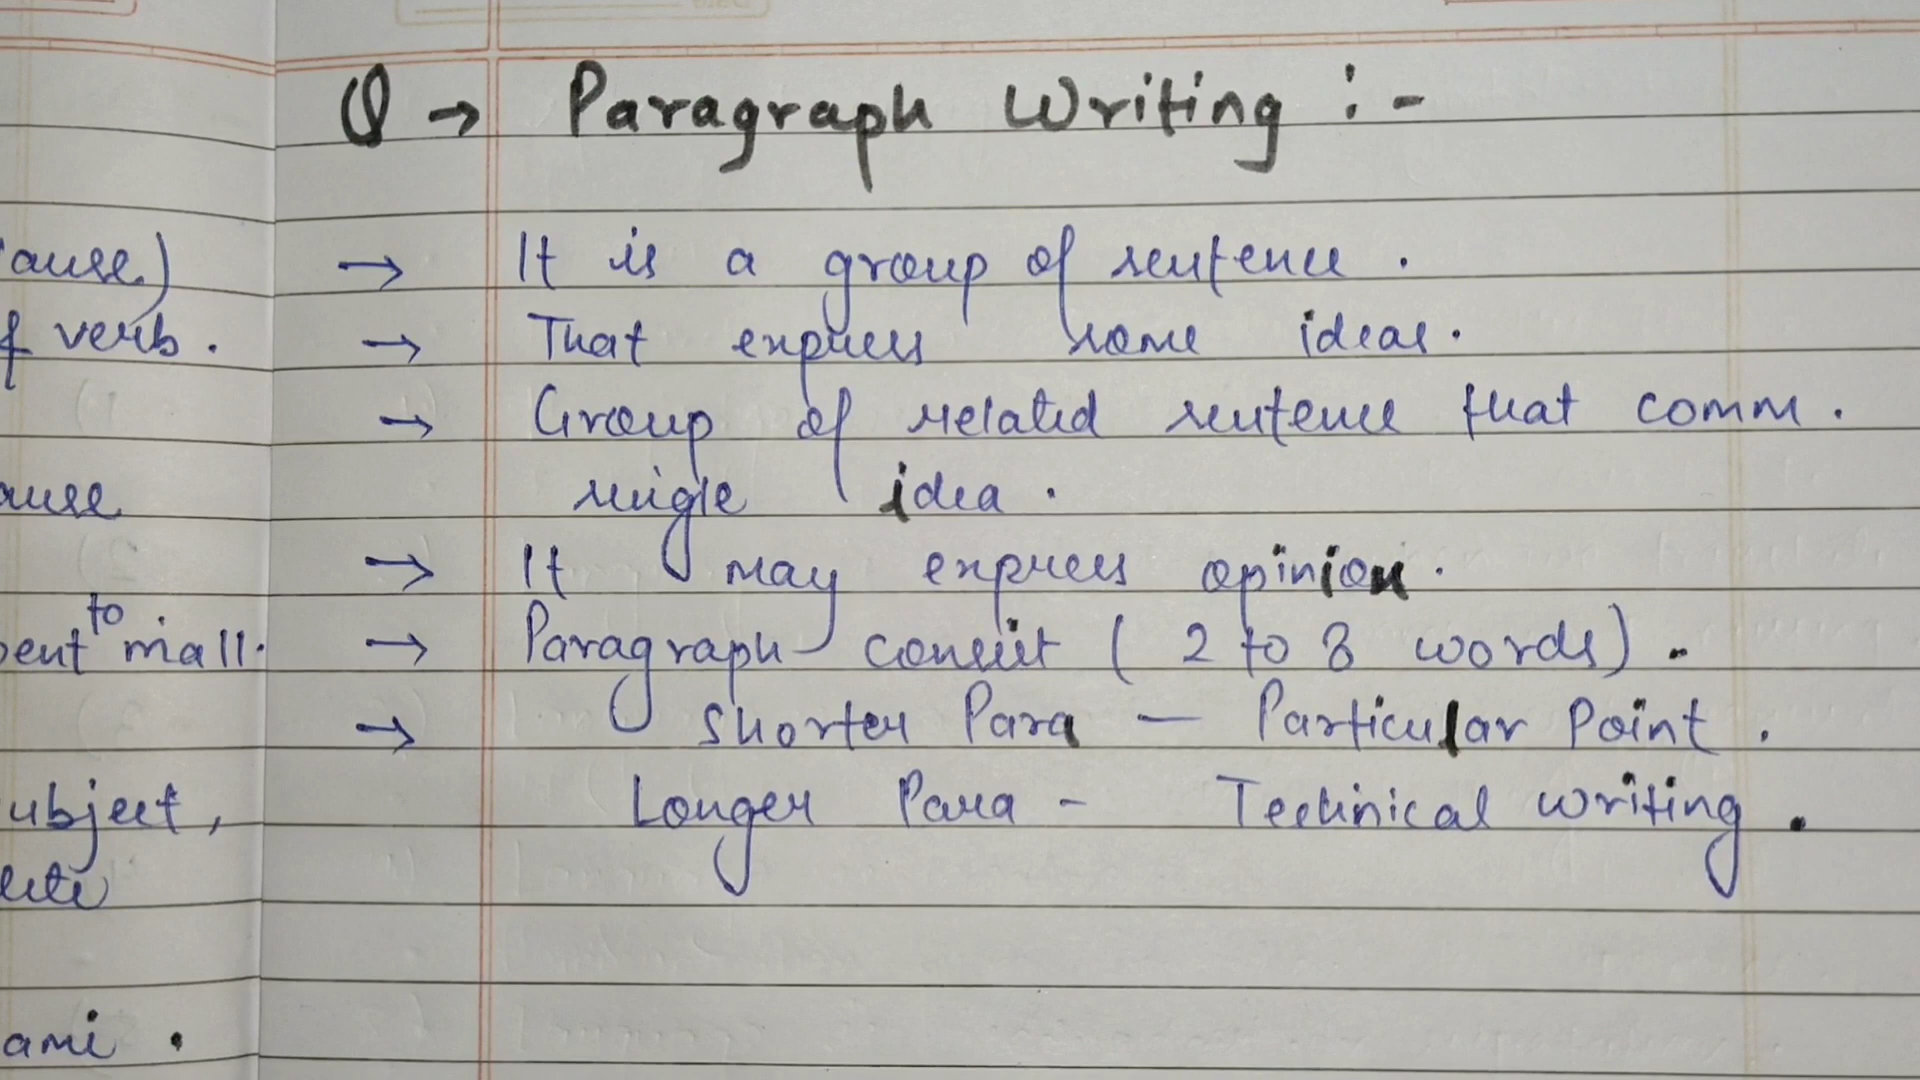 Q → Paragraph Writing :-
→ It is a group of sentence .
→ That express some ideas .
→ Group of related sentence that comm .
single idea .
→ It may express opinion .
→ Paragraph consist ( 2 to 8 words ) .
→ Shorter Para — Particular Point .
Longer Para - Technical writing .
ause )
f verb .
ause
to
mall .
ubject ,
ami .